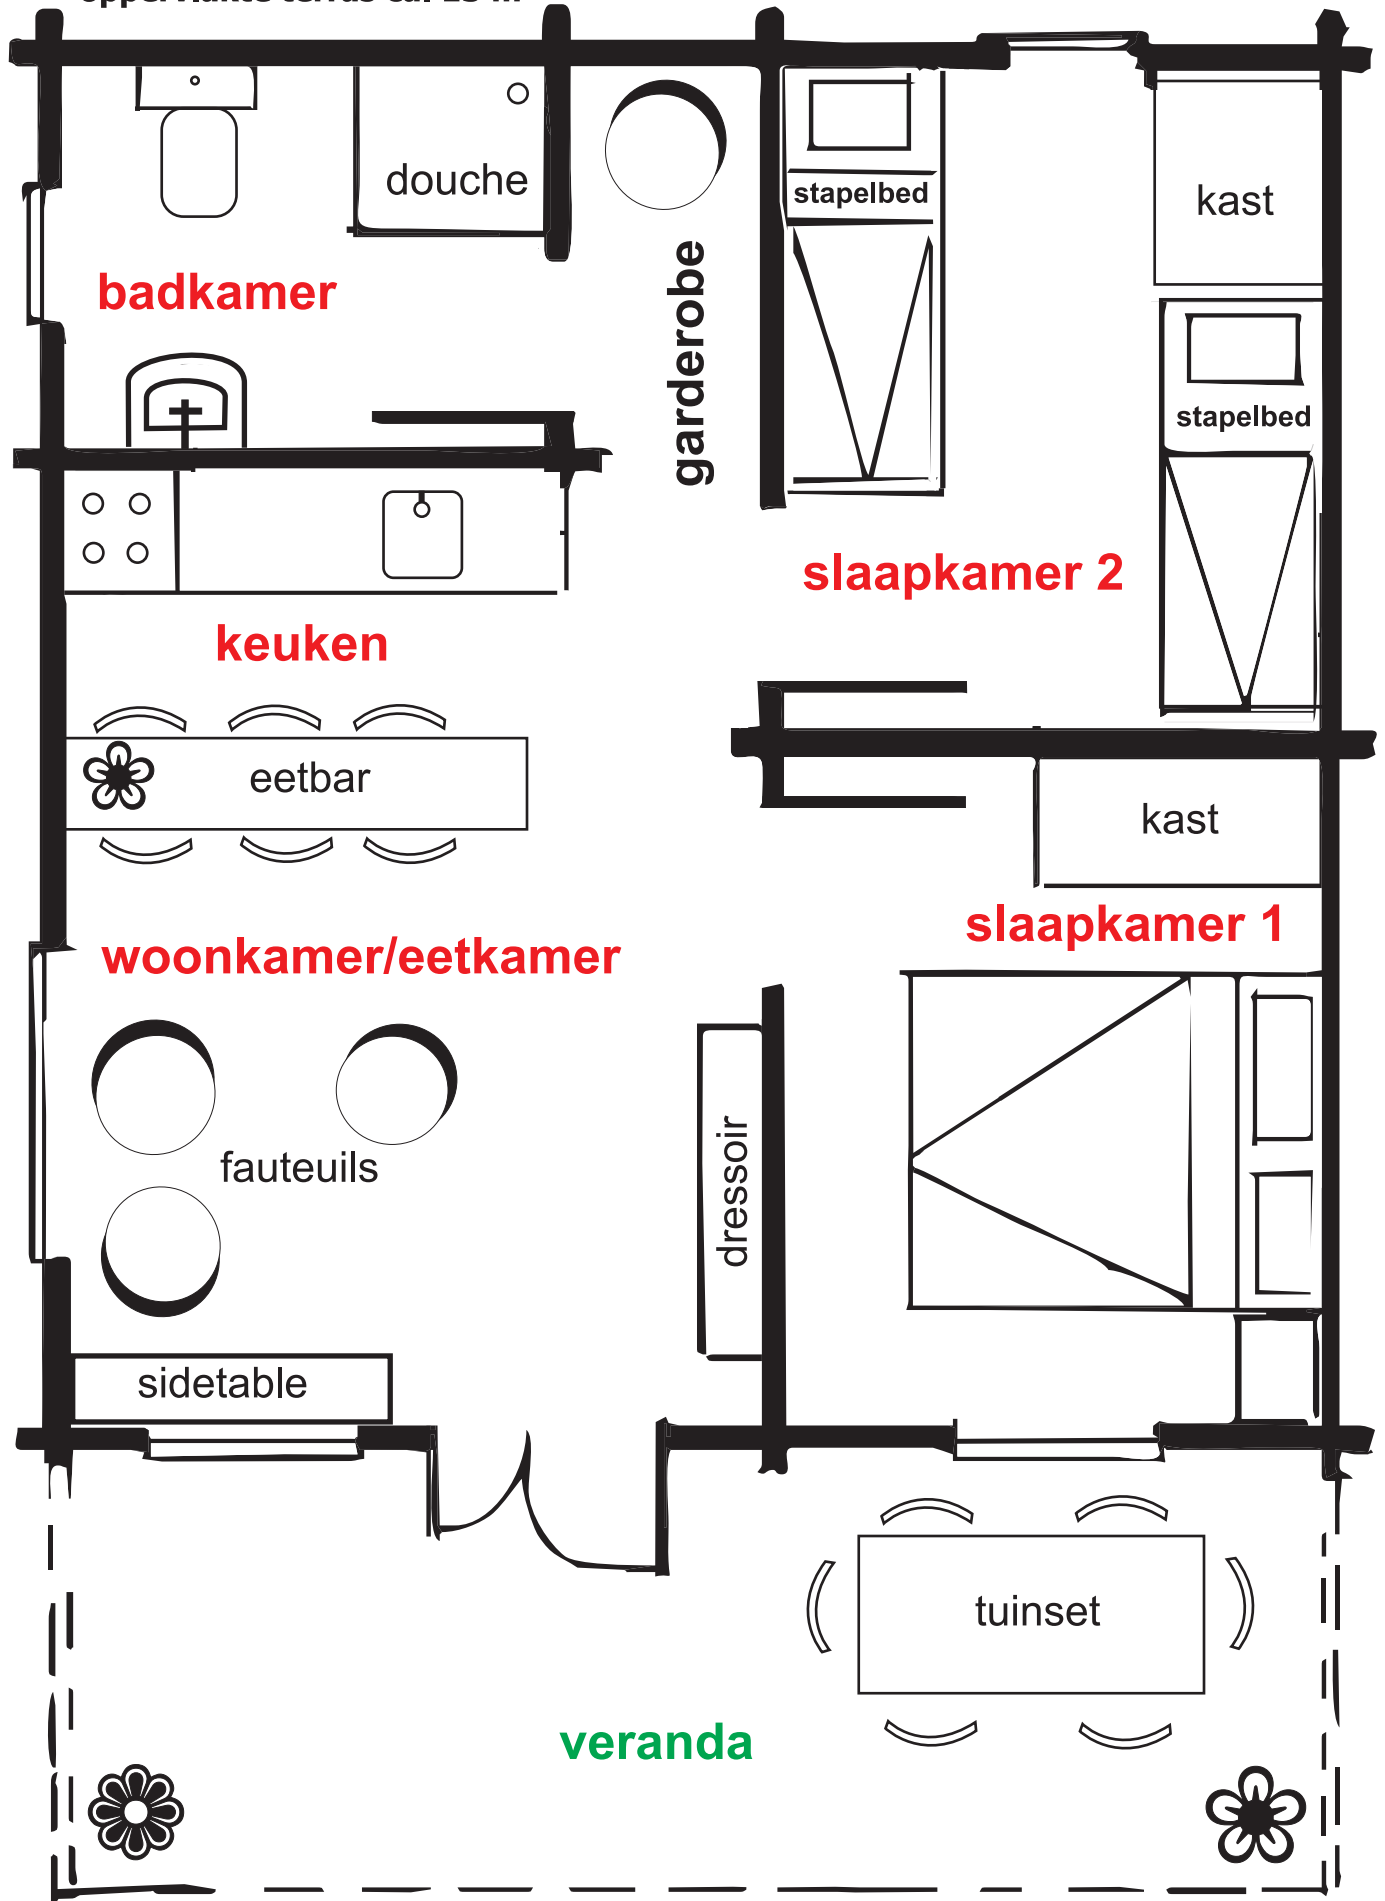 douche
stapelbed
kast
badkamer
garderobe
stapelbed
slaapkamer 2
keuken
eetbar
kast
slaapkamer 1
woonkamer/eetkamer
fauteuils
dressoir
sidetable
tuinset
veranda